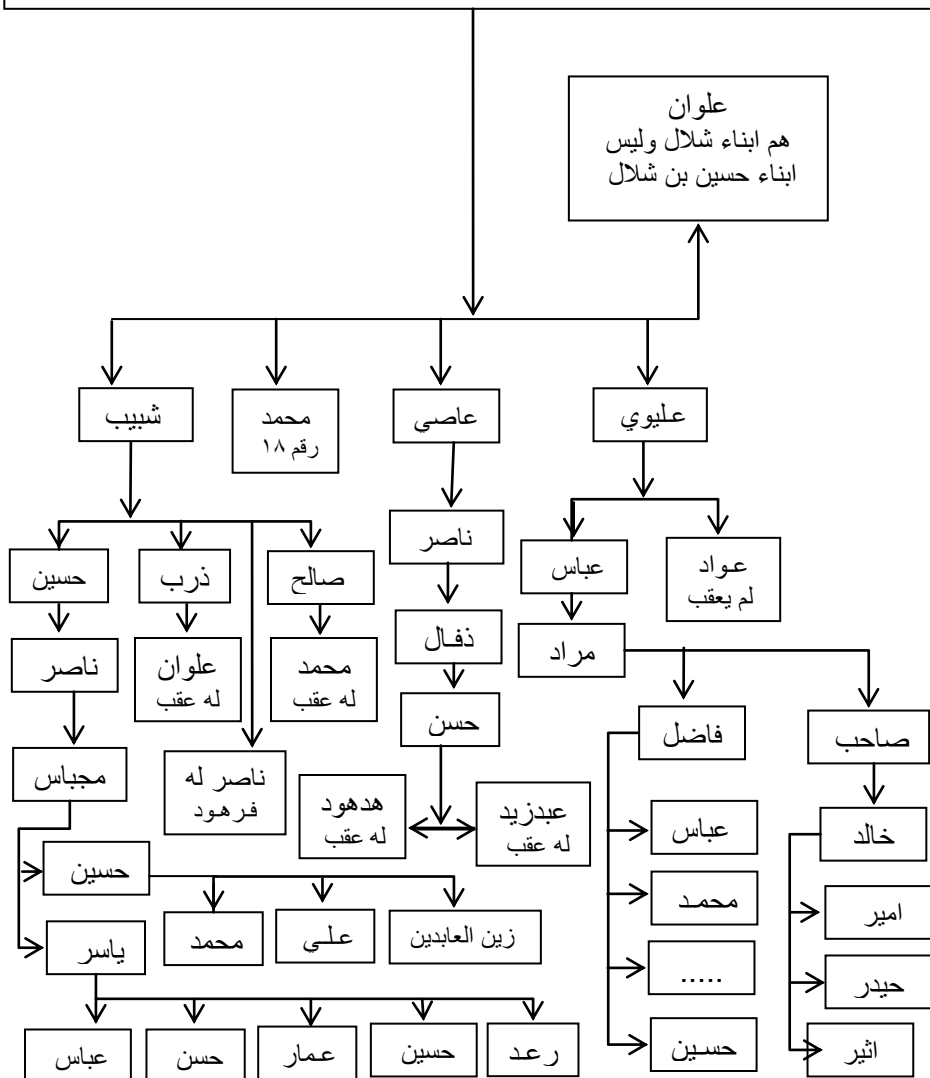 علوان
هم ابناء شلال وليس
ابناء حسين بن شلال
عليوي
عاصي
محمد
رقم ١٨
شبيب
عواد
لم يعقب
عباس
ناصر
صالح
ذرب
حسين
مراد
ذفال
محمد
له عقب
علوان
له عقب
ناصر
صاحب
فاضل
حسن
ناصر له
فرهود
مجباس
عبدزيد
له عقب
هدهود
له عقب
خالد
عباس
حسين
امير
محمد
زين العابدين
علي
محمد
ياسر
حيدر
.....
اثير
حسين
رعد
حسين
عمار
حسن
عباس